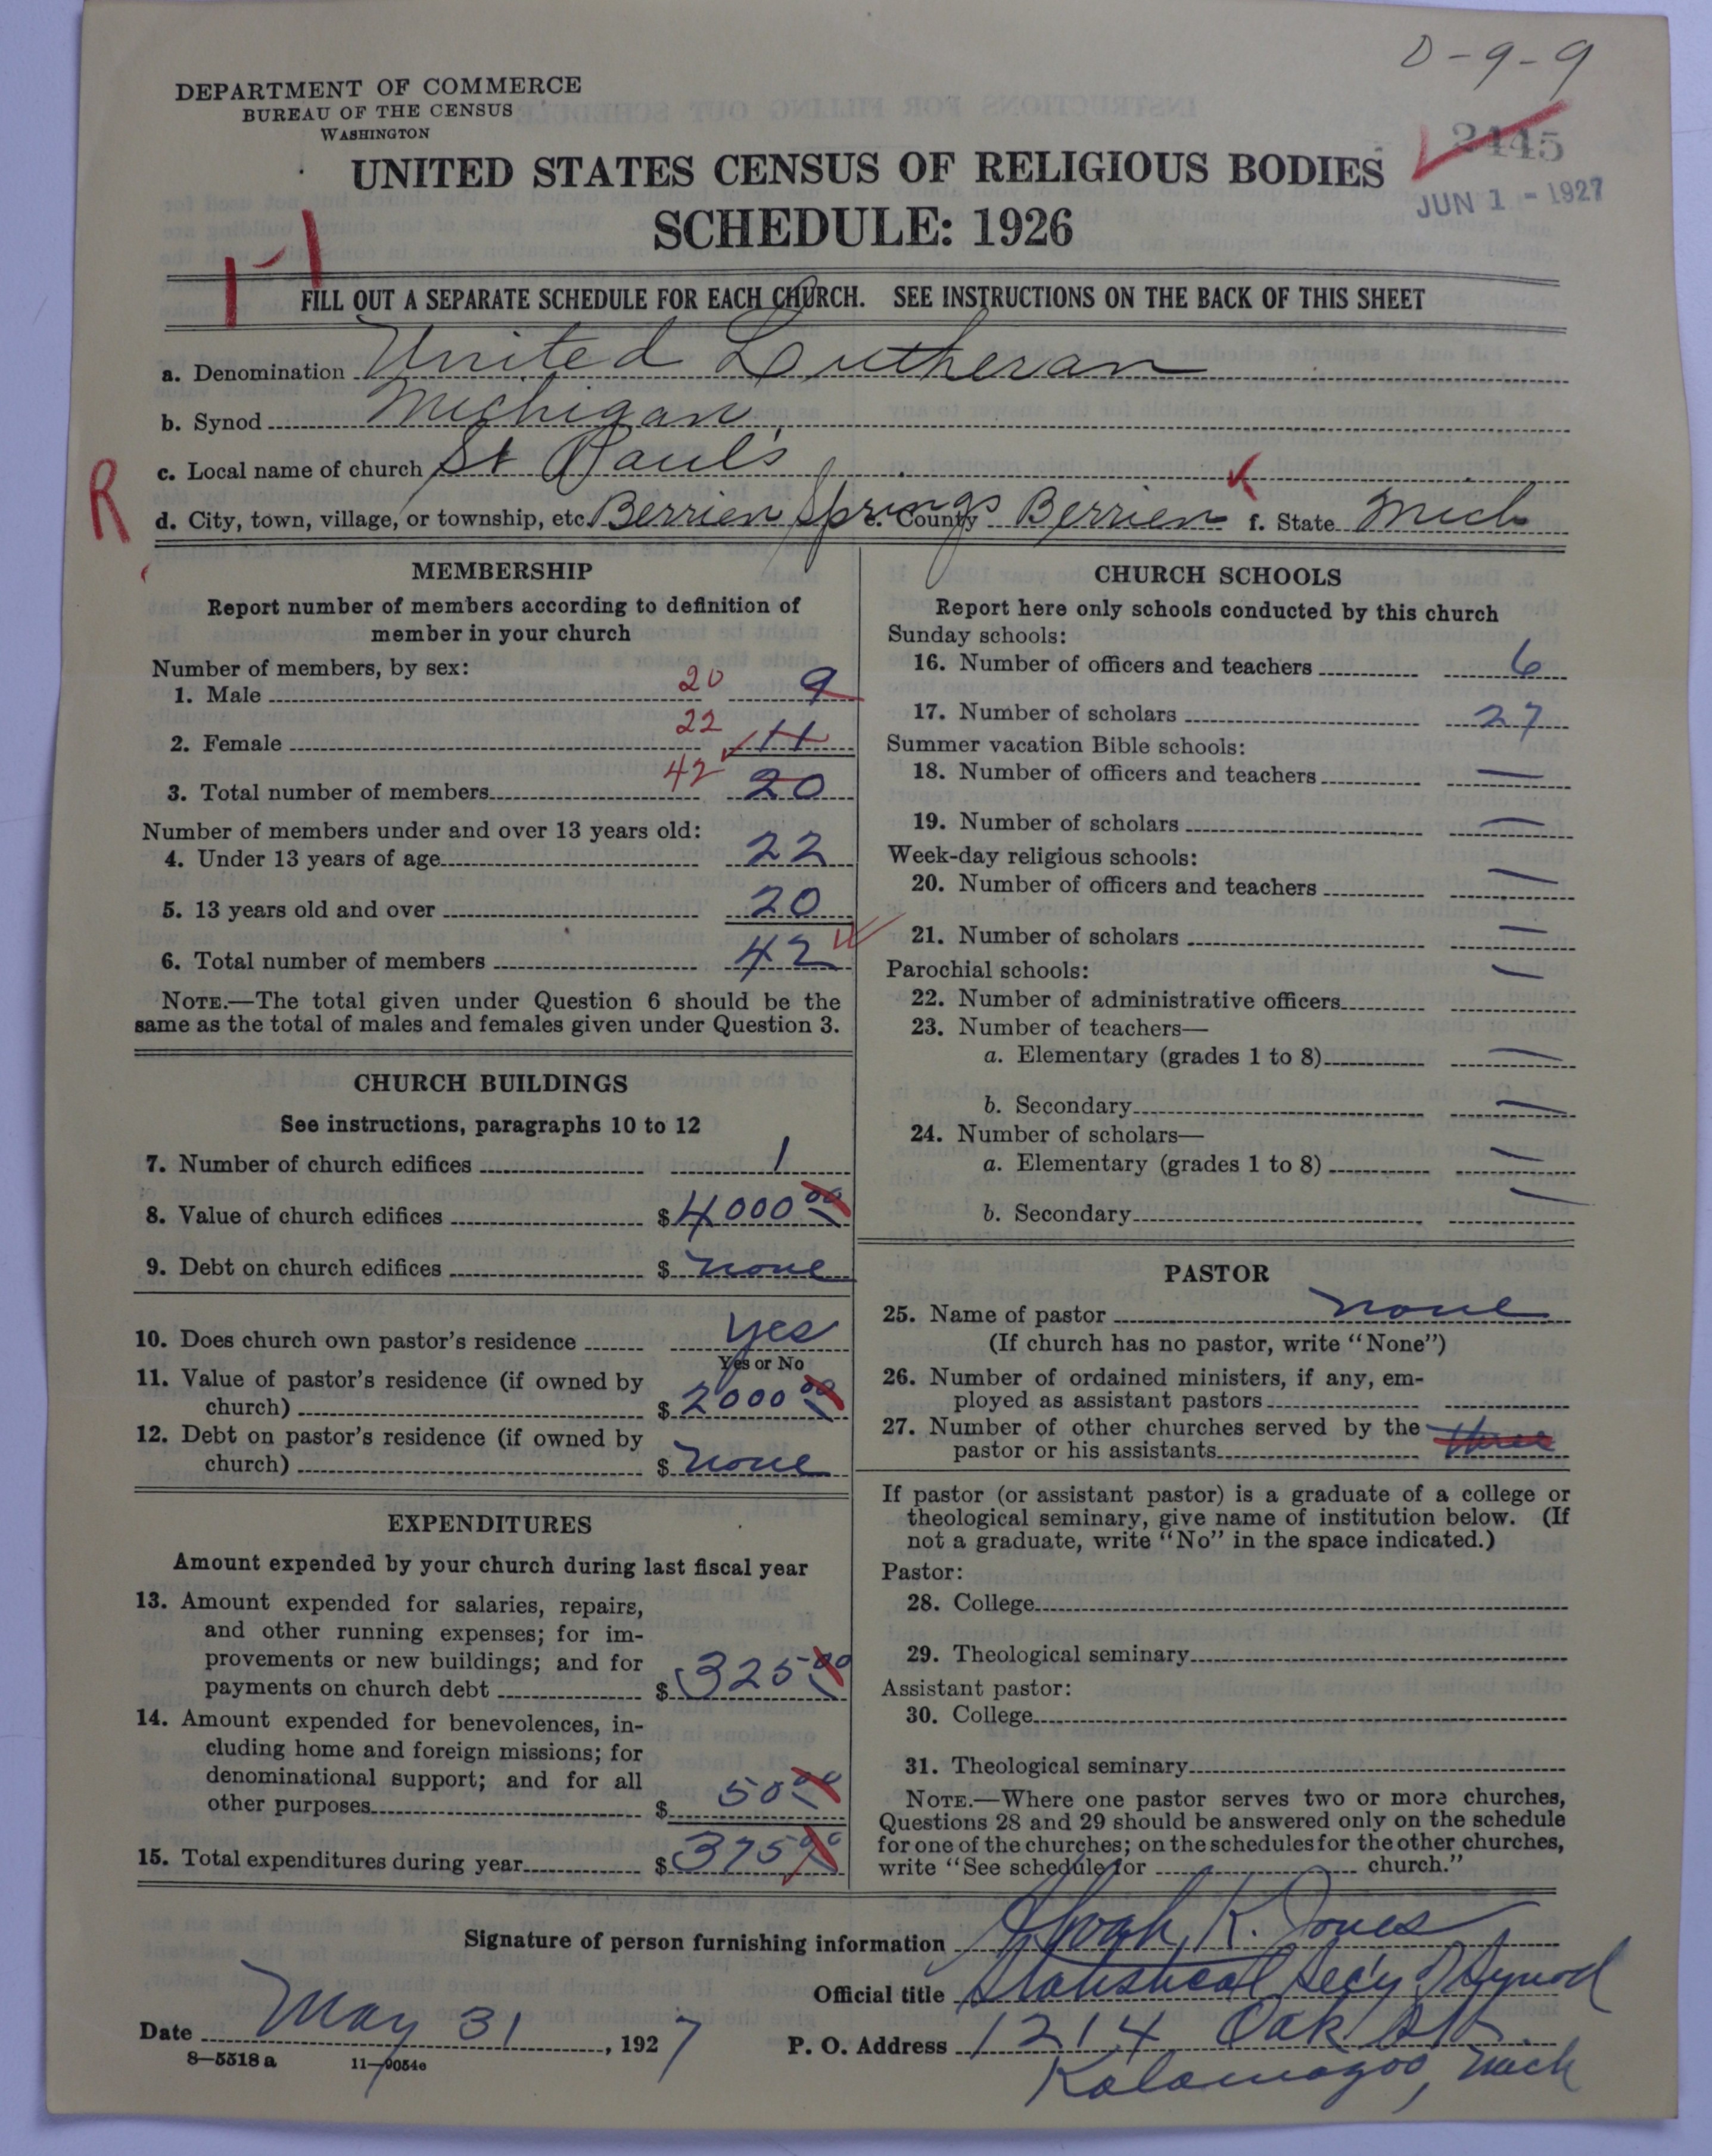 D-9-9
DEPARTMENT OF COMMERCE
BUREAU OF THE CENSUS
WASHINGTON
2445
JUN 1 - 1927
UNITED STATES CENSUS OF RELIGIOUS BODIES
SCHEDULE: 1926
FILL OUT A SEPARATE SCHEDULE FOR EACH CHURCH. SEE INSTRUCTIONS ON THE BACK OF THIS SHEET
a. Denomination United Lutheran
b. Synod Michigan
c. Local name of church St Paul's
R
d. City, town, village, or township, etc. Berrien Springs e. County Berrien f. State Mich
MEMBERSHIP
Report number of members according to definition of
member in your church
Number of members, by sex:
1. Male 20 9
2. Female 22 11
3. Total number of members 42 20
Number of members under and over 13 years old:
4. Under 13 years of age 22
5. 13 years old and over 20
6. Total number of members 42
NOTE.—The total given under Question 6 should be the
same as the total of males and females given under Question 3.
CHURCH BUILDINGS
See instructions, paragraphs 10 to 12
7. Number of church edifices 1
8. Value of church edifices $ 4000 00
9. Debt on church edifices $ none
10. Does church own pastor's residence yes
Yes or No
11. Value of pastor's residence (if owned by
church) $ 2000 00
12. Debt on pastor's residence (if owned by
church) $ none
EXPENDITURES
Amount expended by your church during last fiscal year
13. Amount expended for salaries, repairs,
and other running expenses; for im-
provements or new buildings; and for
payments on church debt $ 325 00
14. Amount expended for benevolences, in-
cluding home and foreign missions; for
denominational support; and for all
other purposes $ 50 00
15. Total expenditures during year $ 375 00
CHURCH SCHOOLS
Report here only schools conducted by this church
Sunday schools:
16. Number of officers and teachers 6
17. Number of scholars 27
Summer vacation Bible schools:
18. Number of officers and teachers —
19. Number of scholars —
Week-day religious schools:
20. Number of officers and teachers —
21. Number of scholars —
Parochial schools:
22. Number of administrative officers —
23. Number of teachers—
a. Elementary (grades 1 to 8) —
b. Secondary —
24. Number of scholars—
a. Elementary (grades 1 to 8) —
b. Secondary —
PASTOR
25. Name of pastor none
(If church has no pastor, write "None")
26. Number of ordained ministers, if any, em-
ployed as assistant pastors
27. Number of other churches served by the
pastor or his assistants three
If pastor (or assistant pastor) is a graduate of a college or
theological seminary, give name of institution below. (If
not a graduate, write "No" in the space indicated.)
Pastor:
28. College
29. Theological seminary
Assistant pastor:
30. College
31. Theological seminary
NOTE.—Where one pastor serves two or more churches,
Questions 28 and 29 should be answered only on the schedule
for one of the churches; on the schedules for the other churches,
write "See schedule for church."
Signature of person furnishing information K. Jones
Official title Statistical Sec'y of Synod
Date May 31, 1927
P. O. Address 1214 Oak St.
Kalamazoo, Mich
8—5518 a 11—9054e